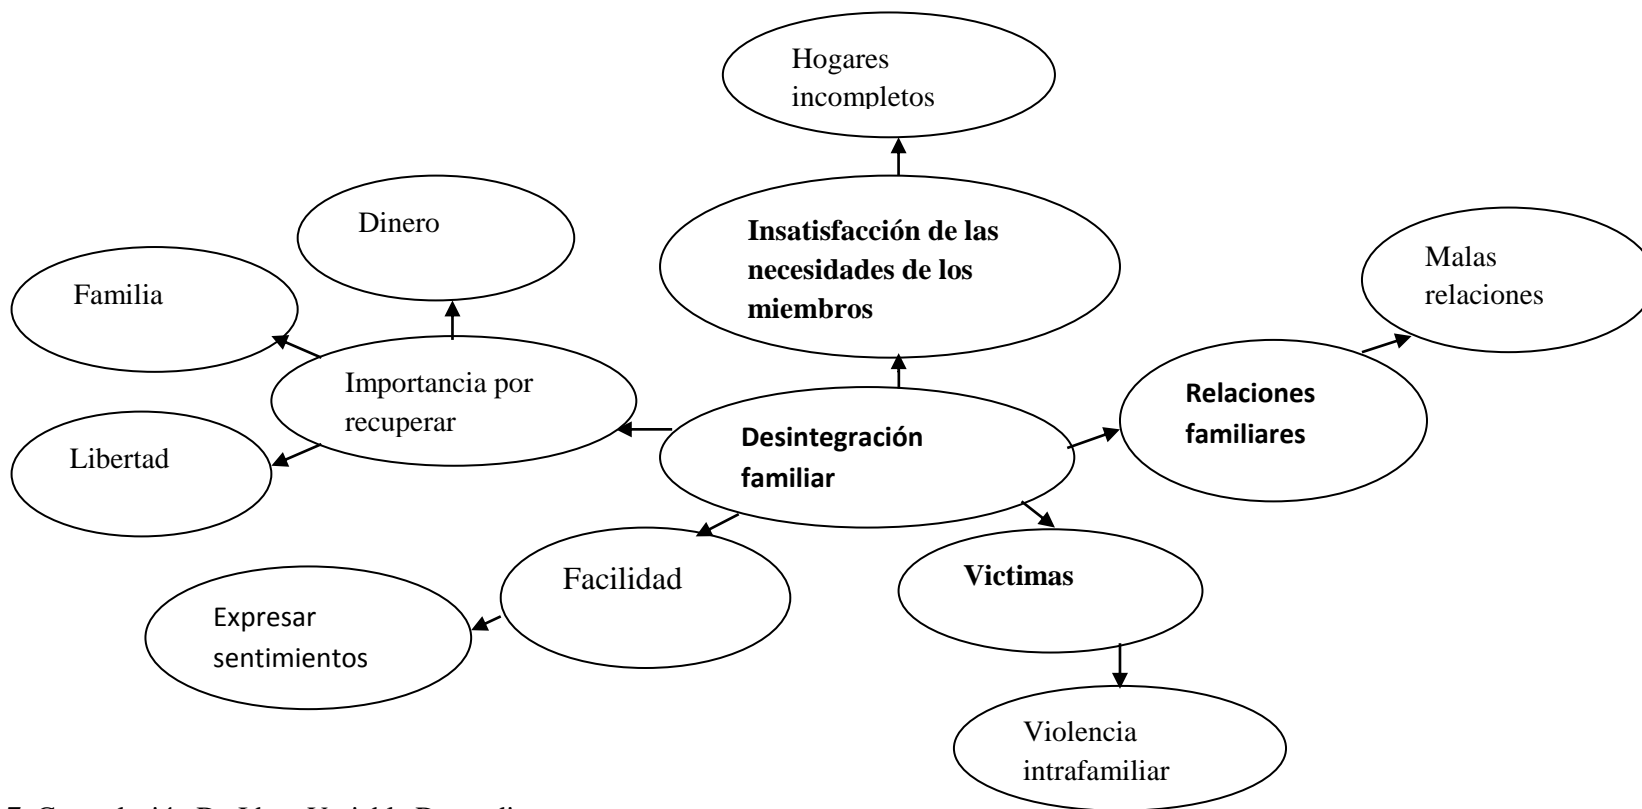 Hogares
incompletos
Dinero
Insatisfacción de las
necesidades de los
miembros
Familia
Malas
relaciones
Importancia por
recuperar
Relaciones
familiares
Desintegración
familiar
Libertad
Facilidad
Victimas
Expresar
sentimientos
Violencia
intrafamiliar